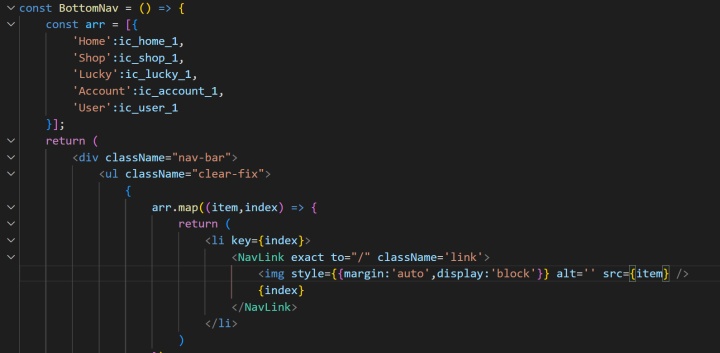 const BottomNav = () => {
const arr = [{
'Home':ic_home_1,
'Shop':ic_shop_1,
'Lucky':ic_lucky_1,
'Account':ic_account_1,
'User':ic_user_1
}];
return (
<div className="nav-bar">
<ul className="clear-fix">
{
arr.map((item,index) => {
return (
<li key={index}>
<NavLink exact to="/" className='link'>
<img style={{margin:'auto',display:'block'}} alt='' src={item} />
{index}
</NavLink>
</li>
)